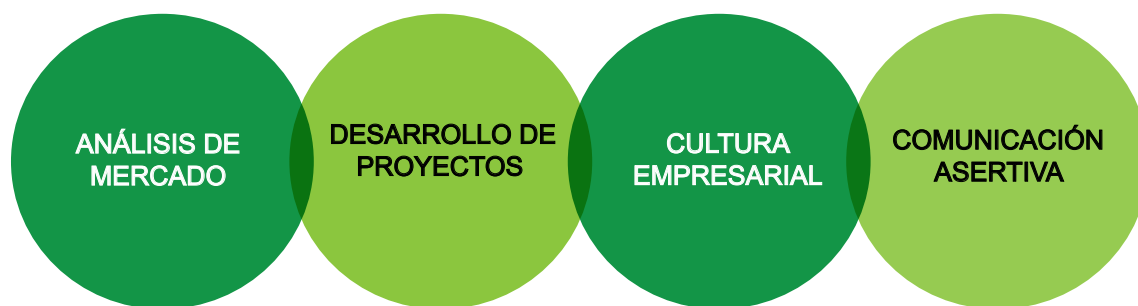 ANÁLISIS DE
MERCADO
DESARROLLO DE
PROYECTOS
CULTURA
EMPRESARIAL
COMUNICACIÓN
ASERTIVA